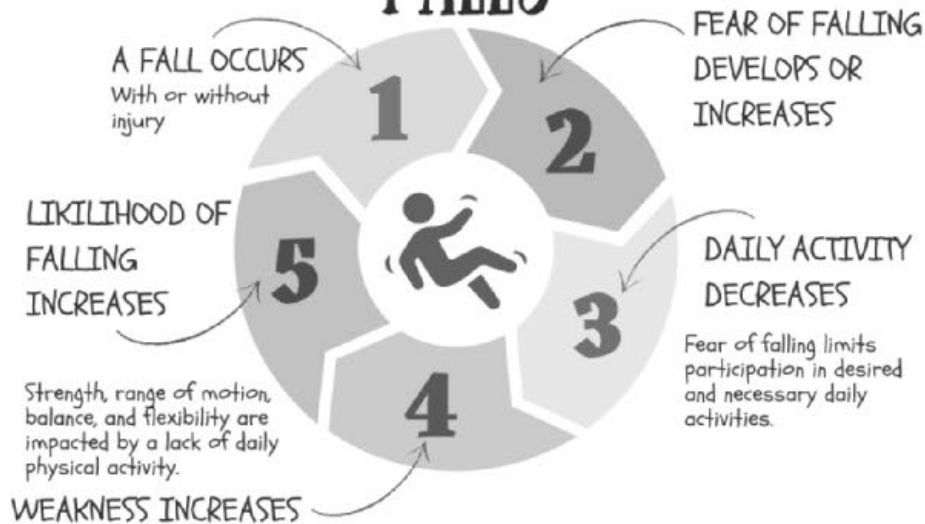 A FALL OCCURS
With or without
injury
1
FEAR OF FALLING
DEVELOPS OR
INCREASES
2
DAILY ACTIVITY
DECREASES
Fear of falling limits
participation in desired
and necessary daily
activities.
3
4
Strength, range of motion,
balance, and flexibility are
impacted by a lack of daily
physical activity.
WEAKNESS INCREASES
LIKILIHOOD OF
FALLING
INCREASES
5